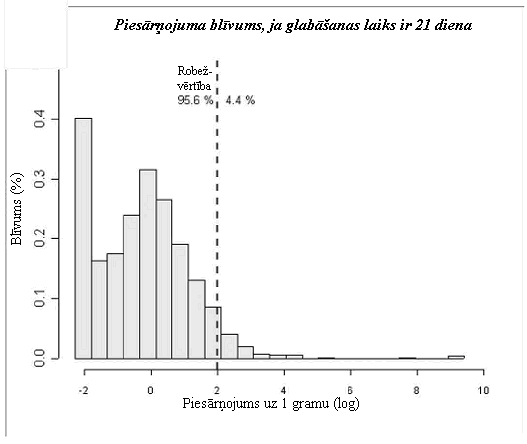 Piesārņojuma blīvums, ja glabāšanas laiks ir 21 diena
Robež-
vērtība
95.6 % 4.4 %
Blīvums (%)
0.4
0.3
0.2
0.1
0.0
-2 0 2 4 6 8 10
Piesārņojums uz 1 gramu (log)